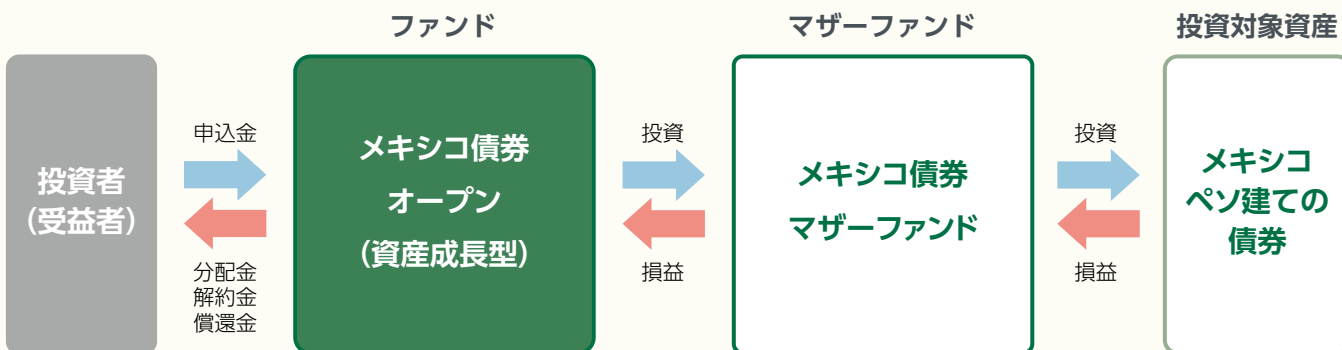 ファンド
マザーファンド
投資対象資産
投資者
(受益者)
申込金
分配金
解約金
償還金
メキシコ債券
オープン
(資産成長型)
投資
損益
メキシコ債券
マザーファンド
投資
損益
メキシコ
ペソ建ての
債券